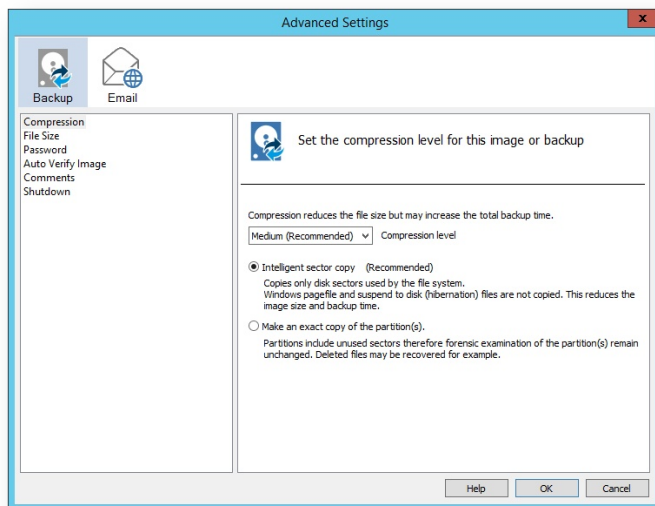 Advanced Settings
x
Backup
Email
Compression
File Size
Password
Auto Verify Image
Comments
Shutdown
Set the compression level for this image or backup
Compression reduces the file size but may increase the total backup time.
Medium (Recommended) Compression level
Intelligent sector copy (Recommended)
Copies only disk sectors used by the file system.
Windows pagefile and suspend to disk (hibernation) files are not copied. This reduces the
image size and backup time.
Make an exact copy of the partition(s).
Partitions include unused sectors therefore forensic examination of the partition(s) remain
unchanged. Deleted files may be recovered for example.
Help OK Cancel